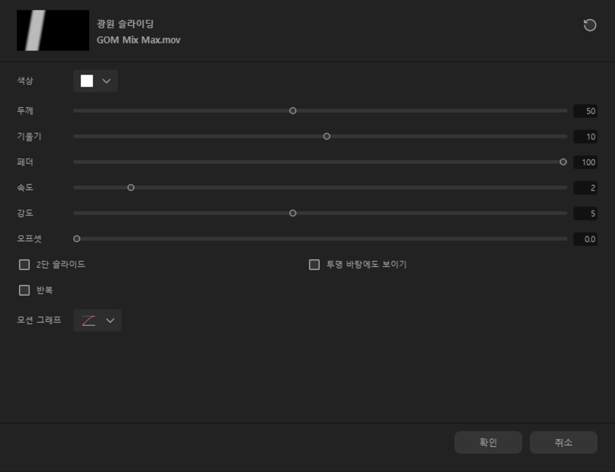 광원 슬라이딩
GOM Mix Max.mov
색상
두께 50
기울기 10
페더 100
속도 2
강도 5
오프셋 0.0
2단 슬라이드 투명 바탕에도 보이기
반복
모션 그래프
확인 취소